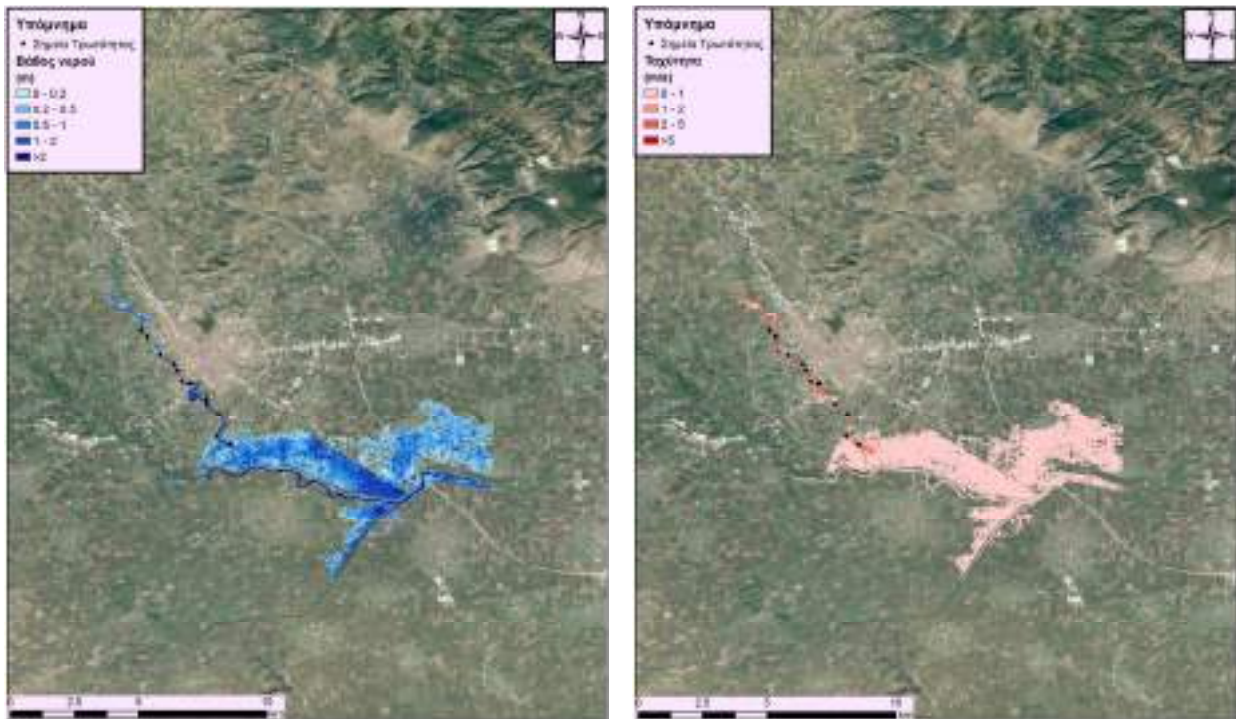 Υπόμνημα
• Σημεία Τρωτότητας
Βάθος νερού
(m)
0 - 0.2
0.2 - 0.5
0.5 - 1
1 - 2
>2
0 2.5 5 10
Υπόμνημα
• Σημεία Τρωτότητας
Ταχύτητα
(m/s)
0 - 1
1 - 2
2 - 5
>5
0 2.5 5 10
km